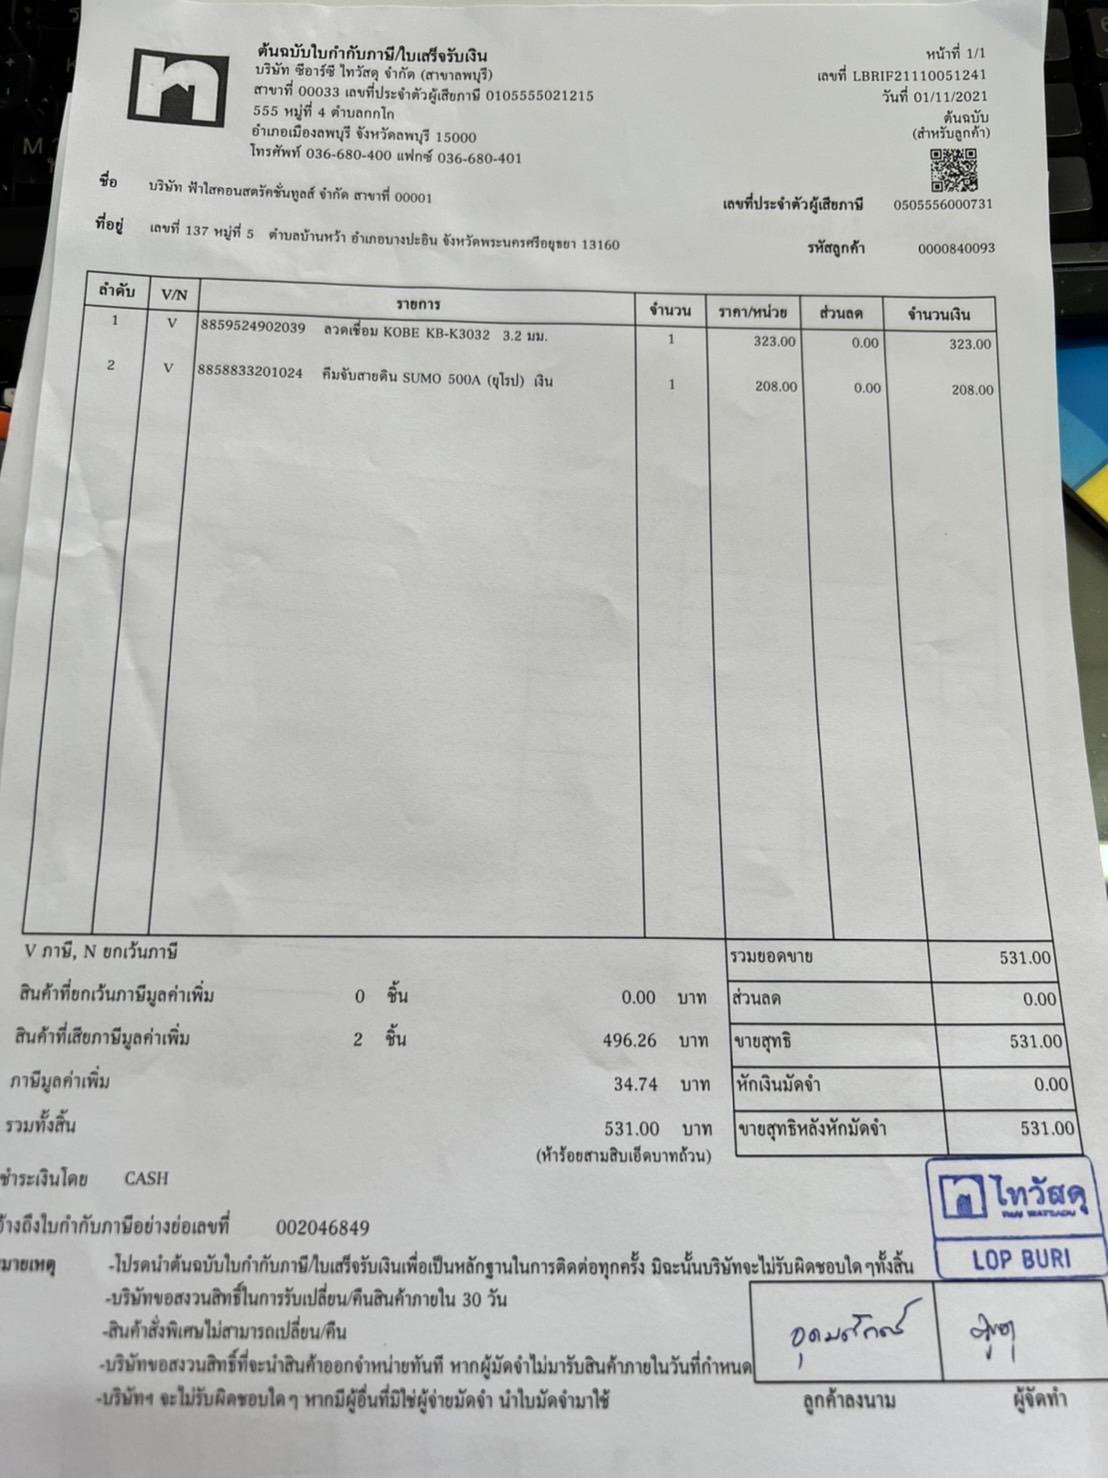 ต้นฉบับใบกำกับภาษี/ใบเสร็จรับเงิน
บริษัท ซีอาร์ซี ไทวัสดุ จำกัด (สาขาลพบุรี)
สาขาที่ 00033 เลขที่ประจำตัวผู้เสียภาษี 0105555021215
555 หมู่ที่ 4 ตำบลกกโก
อำเภอเมืองลพบุรี จังหวัดลพบุรี 15000
โทรศัพท์ 036-680-400 แฟกซ์ 036-680-401
หน้าที่ 1/1
เลขที่ LBRIF21110051241
วันที่ 01/11/2021
ต้นฉบับ
(สำหรับลูกค้า)
ชื่อ บริษัท ฟ้าใสคอนสตรัคชั่นทูลส์ จำกัด สาขาที่ 00001
เลขที่ประจำตัวผู้เสียภาษี 0505556000731
ที่อยู่ เลขที่ 137 หมู่ที่ 5 ตำบลบ้านหว้า อำเภอบางปะอิน จังหวัดพระนครศรีอยุธยา 13160
รหัสลูกค้า 0000840093
ลำดับ V/N รายการ จำนวน ราคา/หน่วย ส่วนลด จำนวนเงิน
1 V 8859524902039 ลวดเชื่อม KOBE KB-K3032 3.2 มม. 1 323.00 0.00 323.00
2 V 8858833201024 คีมจับสายดิน SUMO 500A (ยุโรป) เงิน 1 208.00 0.00 208.00
V ภาษี, N ยกเว้นภาษี
รวมยอดขาย 531.00
สินค้าที่ยกเว้นภาษีมูลค่าเพิ่ม 0 ชิ้น 0.00 บาท ส่วนลด 0.00
สินค้าที่เสียภาษีมูลค่าเพิ่ม 2 ชิ้น 496.26 บาท ขายสุทธิ 531.00
ภาษีมูลค่าเพิ่ม 34.74 บาท หักเงินมัดจำ 0.00
รวมทั้งสิ้น 531.00 บาท ขายสุทธิหลังหักมัดจำ 531.00
(ห้าร้อยสามสิบเอ็ดบาทถ้วน)
ชำระเงินโดย CASH
ไทวัสดุ
THAI WATSADU
LOP BURI
อ้างถึงใบกำกับภาษีอย่างย่อเลขที่ 002046849
มายเหตุ -โปรดนำต้นฉบับใบกำกับภาษี/ใบเสร็จรับเงินเพื่อเป็นหลักฐานในการติดต่อทุกครั้ง มิฉะนั้นบริษัทจะไม่รับผิดชอบใดๆทั้งสิ้น
-บริษัทขอสงวนสิทธิ์ในการรับเปลี่ยน/คืนสินค้าภายใน 30 วัน
-สินค้าสั่งพิเศษไม่สามารถเปลี่ยน/คืน
-บริษัทขอสงวนสิทธิ์ที่จะนำสินค้าออกจำหน่ายทันที หากผู้มัดจำไม่มารับสินค้าภายในวันที่กำหนด
-บริษัทฯ จะไม่รับผิดชอบใดๆ หากมีผู้อื่นที่มิใช่ผู้จ่ายมัดจำ นำใบมัดจำมาใช้
อุดมศักดิ์
ลูกค้าลงนาม ผู้จัดทำ